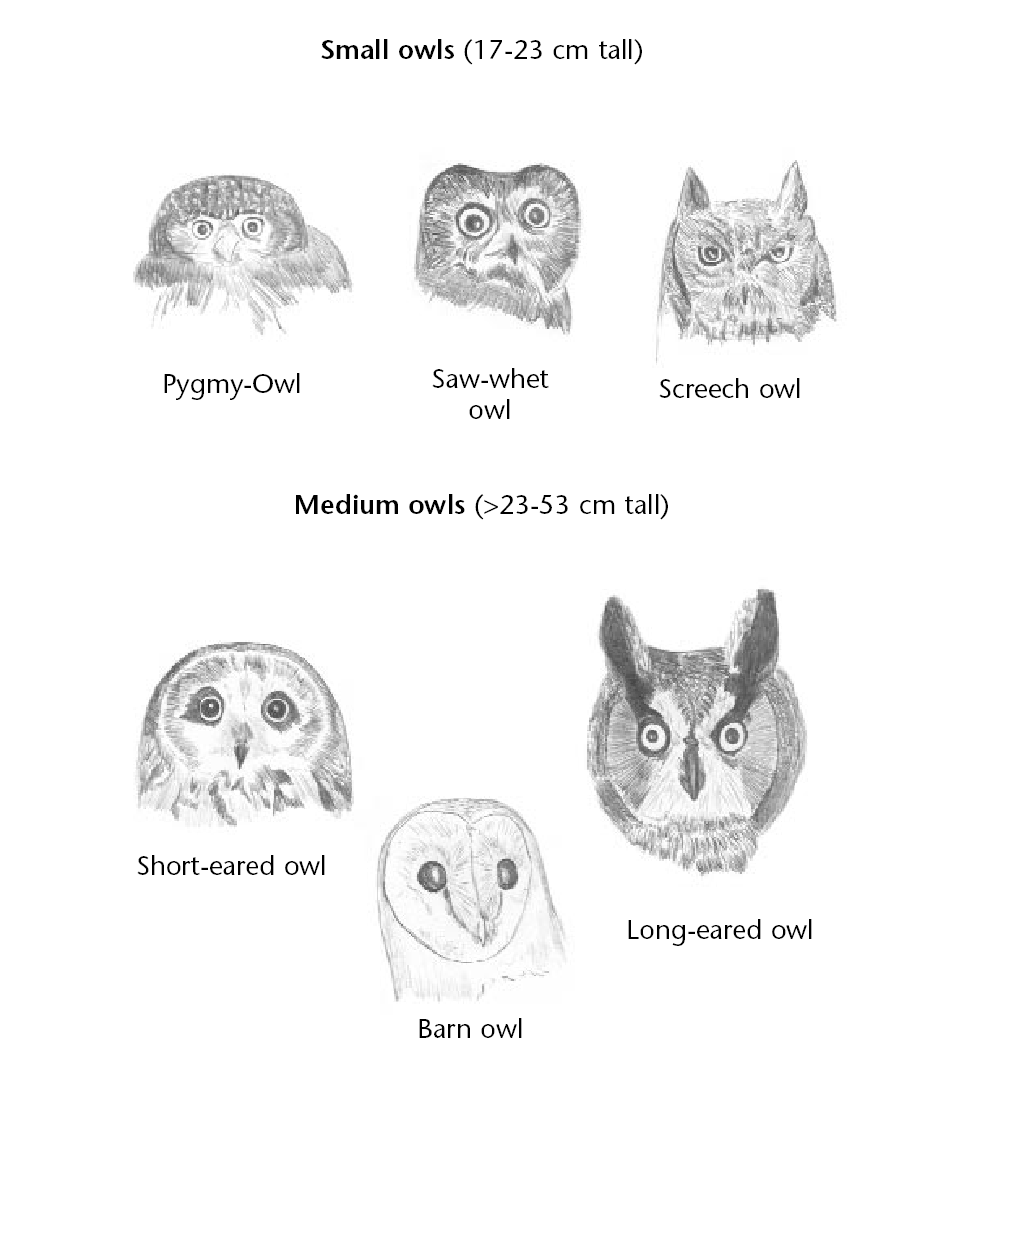 Small owls (17-23 cm tall)
Pygmy-Owl
Saw-whet
owl
Screech owl
Medium owls (>23-53 cm tall)
Short-eared owl
Long-eared owl
Barn owl